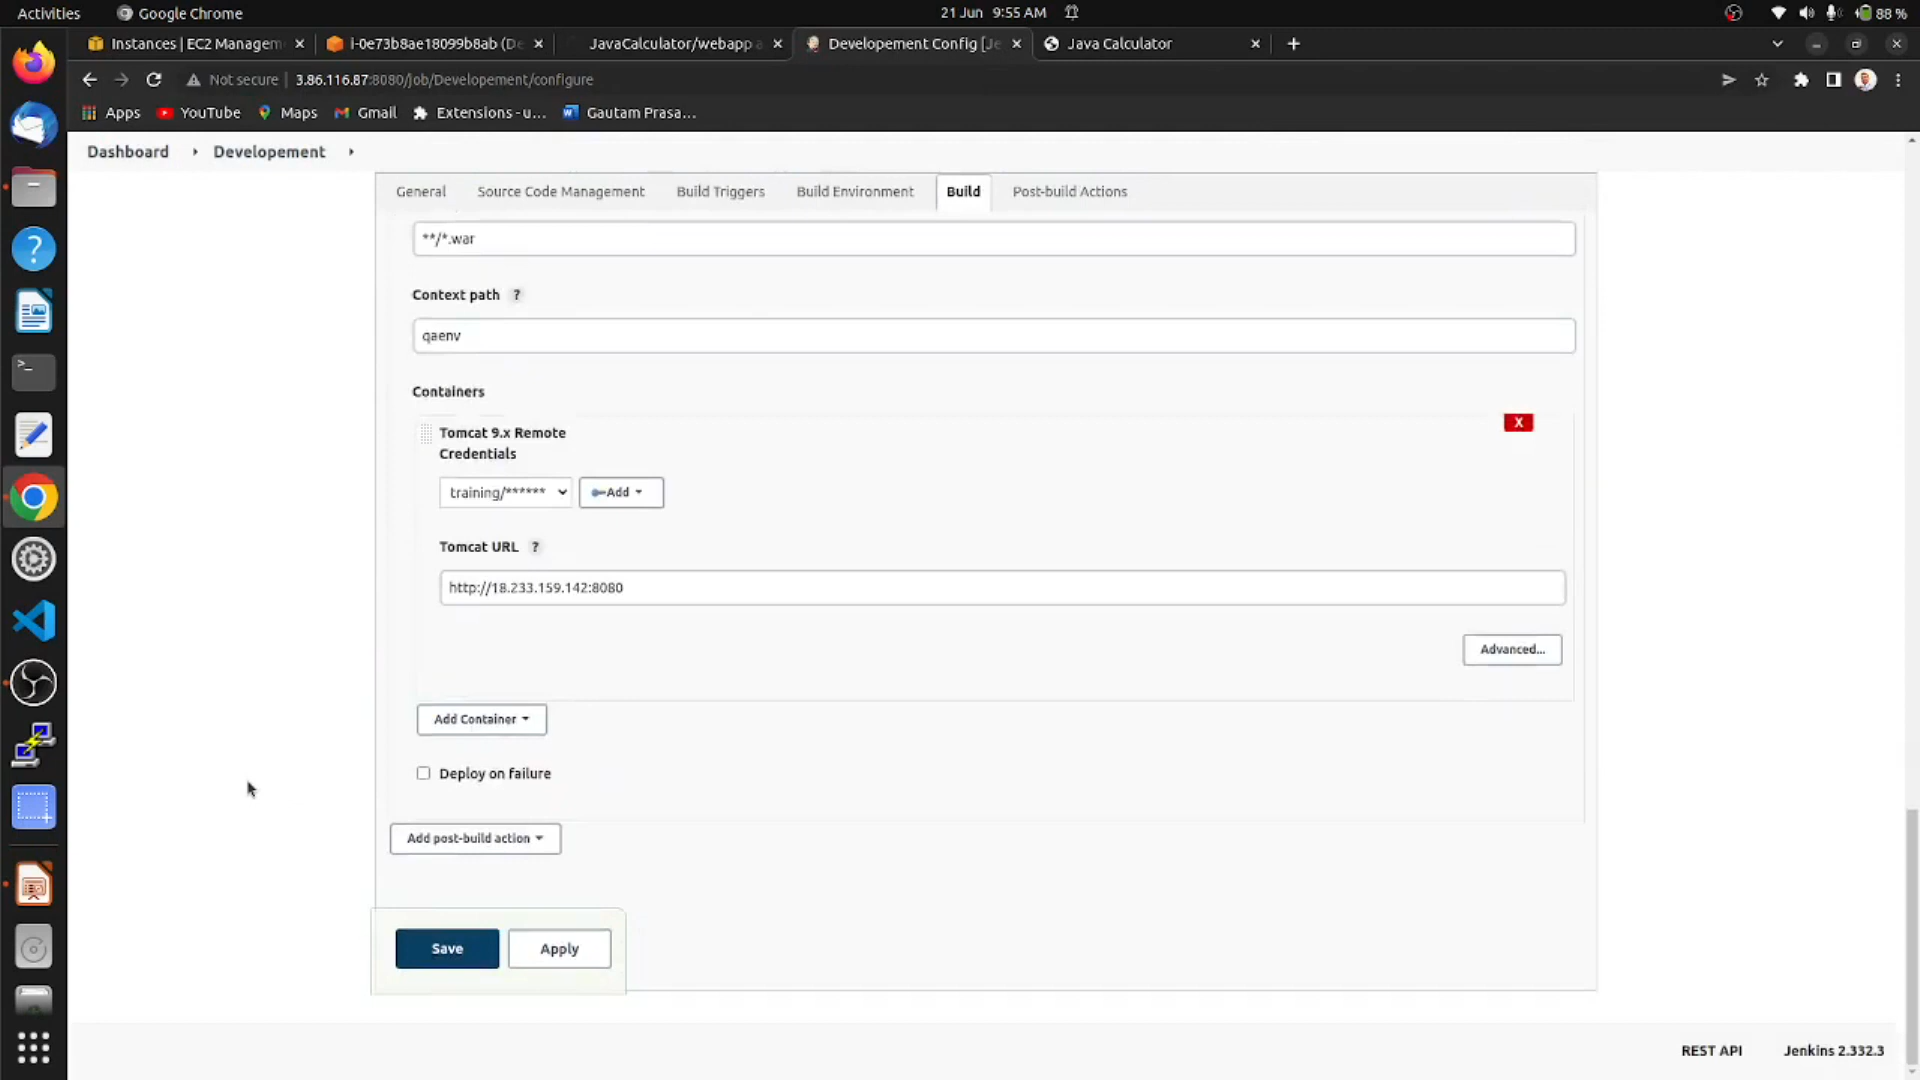 Activities
Google Chrome
21 Jun 9:55 AM
88 %
Instances | EC2 Managem
i-0e73b8ae18099b8ab (De
JavaCalculator/webapp a
Developement Config [Je
Java Calculator
Not secure
3.86.116.87:8080/job/Developement/configure
Apps
YouTube
Maps
Gmail
Extensions - u...
Gautam Prasa...
Dashboard
Developement
General
Source Code Management
Build Triggers
Build Environment
Build
Post-build Actions
**/*.war
Context path ?
qaenv
Containers
X
Tomcat 9.x Remote
Credentials
training/******
Add
Tomcat URL ?
http://18.233.159.142:8080
Advanced...
Add Container
Deploy on failure
Add post-build action
Save
Apply
REST API
Jenkins 2.332.3